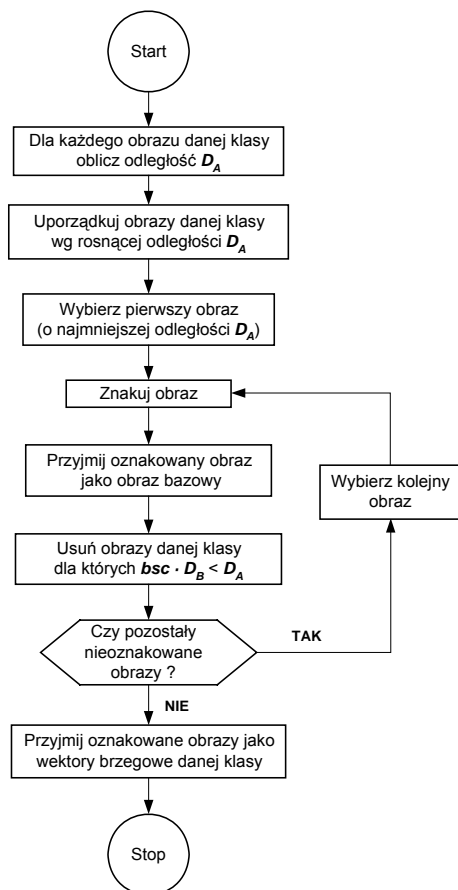 Start
Dla każdego obrazu danej klasy
oblicz odległość D_A
Uporządkuj obrazy danej klasy
wg rosnącej odległości D_A
Wybierz pierwszy obraz
(o najmniejszej odległości D_A)
Znakuj obraz
Przyjmij oznakowany obraz
jako obraz bazowy
Wybierz kolejny
obraz
Usuń obrazy danej klasy
dla których bsc · D_B < D_A
Czy pozostały
nieoznakowane
obrazy ?
TAK
NIE
Przyjmij oznakowane obrazy jako
wektory brzegowe danej klasy
Stop